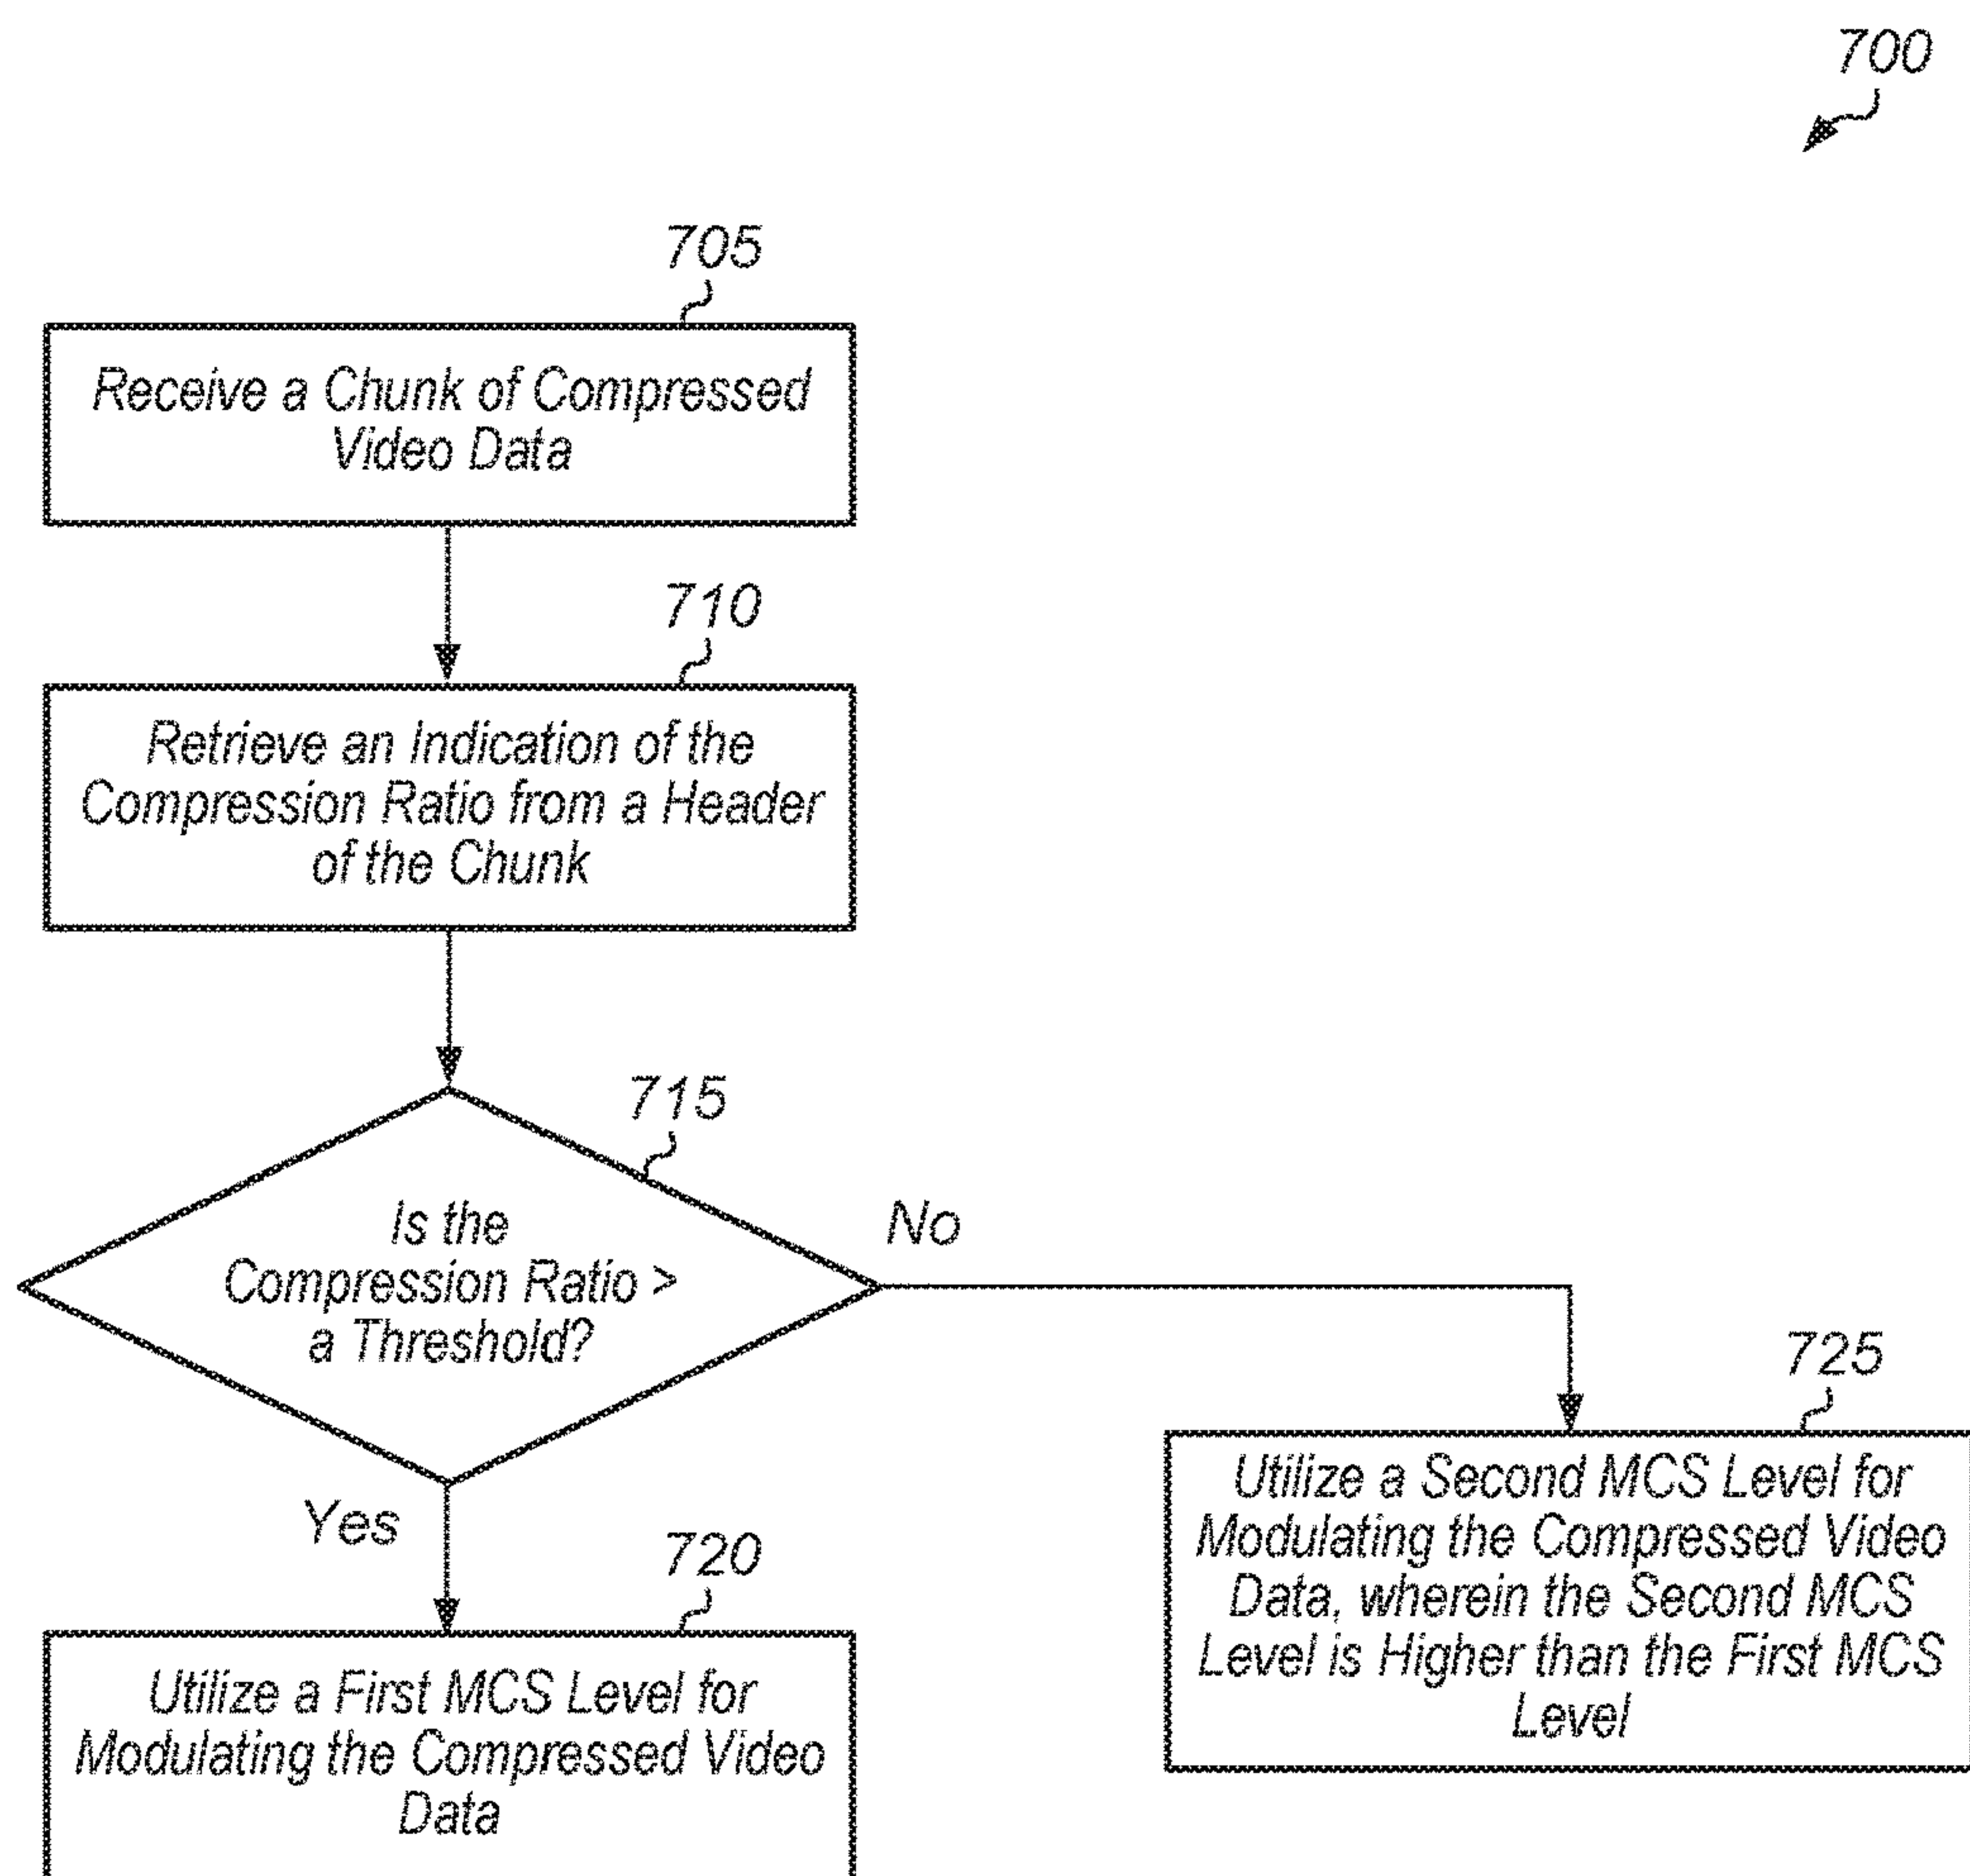 700
705
Receive a Chunk of Compressed
Video Data
710
Retrieve an Indication of the
Compression Ratio from a Header
of the Chunk
715
Is the
Compression Ratio >
a Threshold?
No
Yes
725
Utilize a Second MCS Level for
Modulating the Compressed Video
Data, wherein the Second MCS
Level is Higher than the First MCS
Level
720
Utilize a First MCS Level for
Modulating the Compressed Video
Data